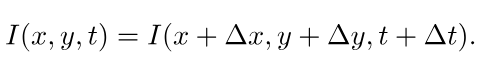 I(x, y, t) = I(x + Δx, y + Δy, t + Δt).